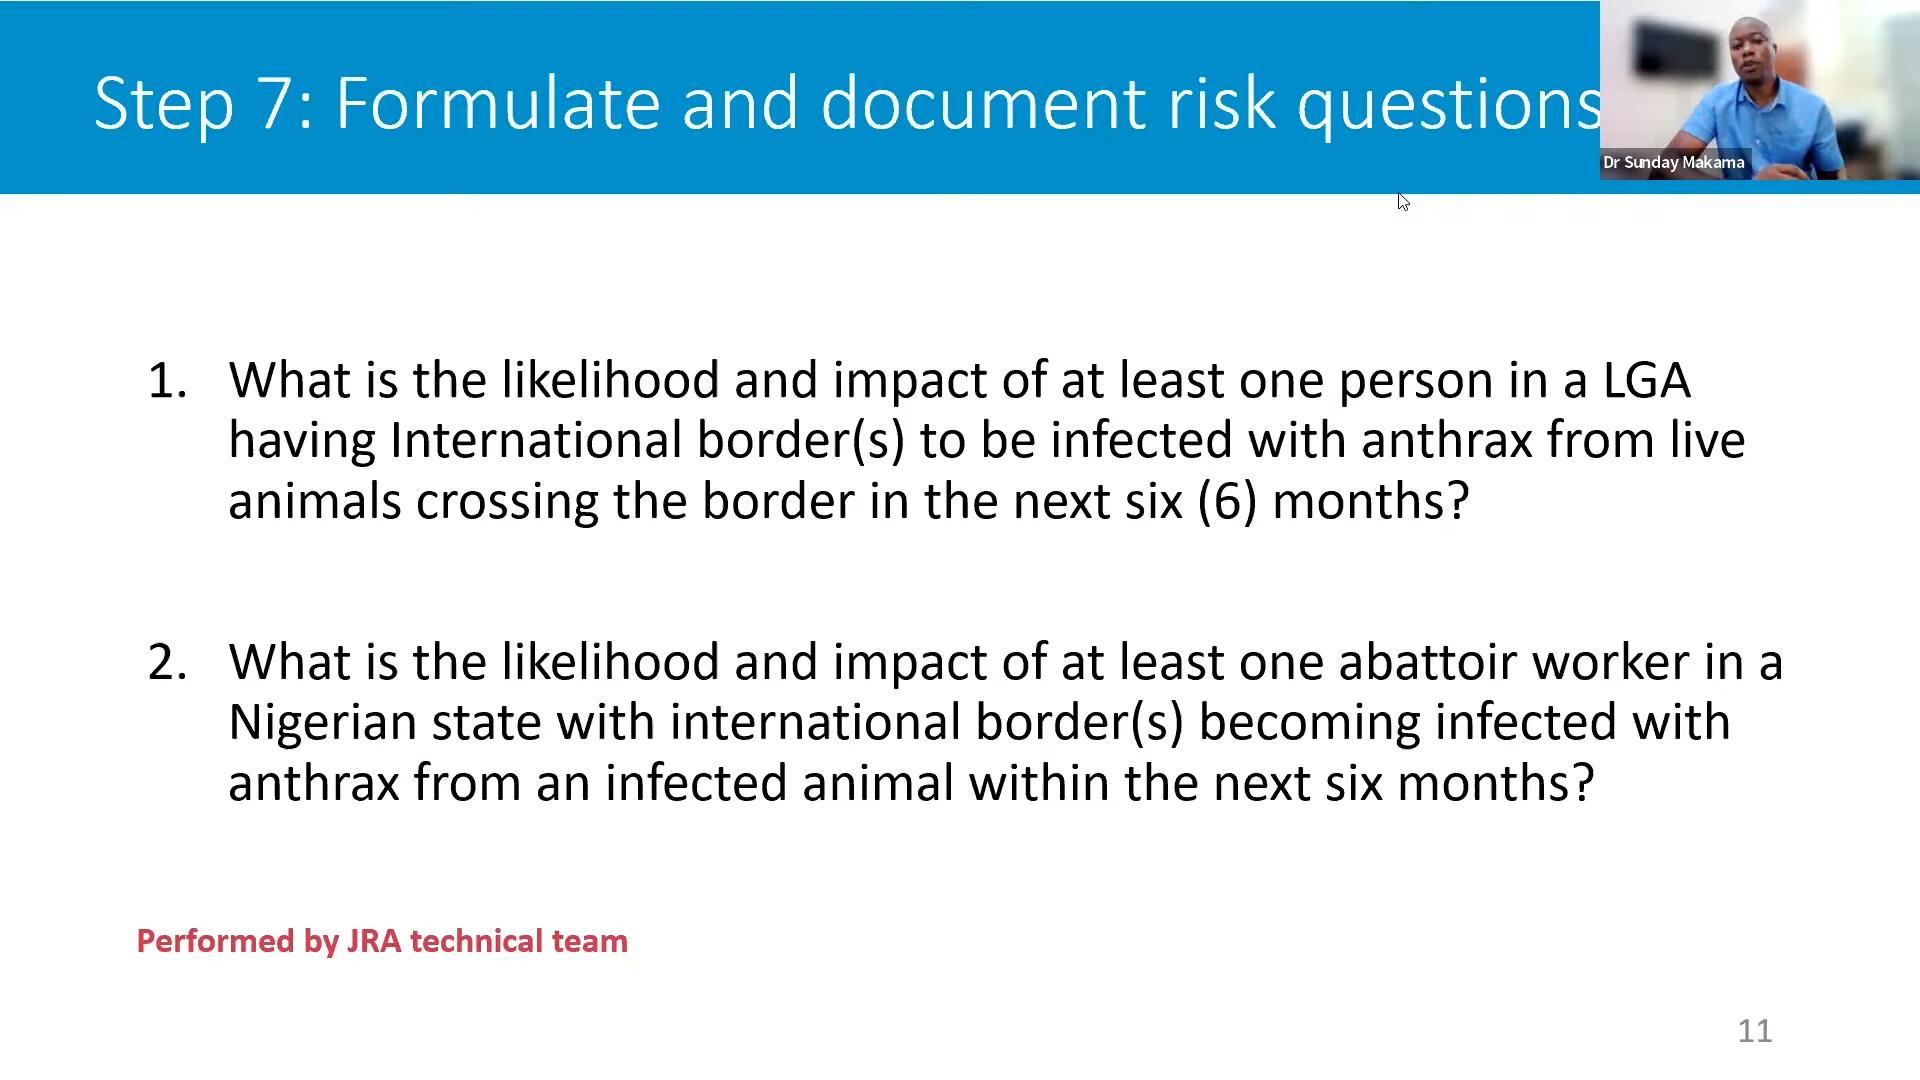 Step 7: Formulate and document risk questions
Dr Sunday Makama
1. What is the likelihood and impact of at least one person in a LGA
having International border(s) to be infected with anthrax from live
animals crossing the border in the next six (6) months?
2. What is the likelihood and impact of at least one abattoir worker in a
Nigerian state with international border(s) becoming infected with
anthrax from an infected animal within the next six months?
Performed by JRA technical team
11